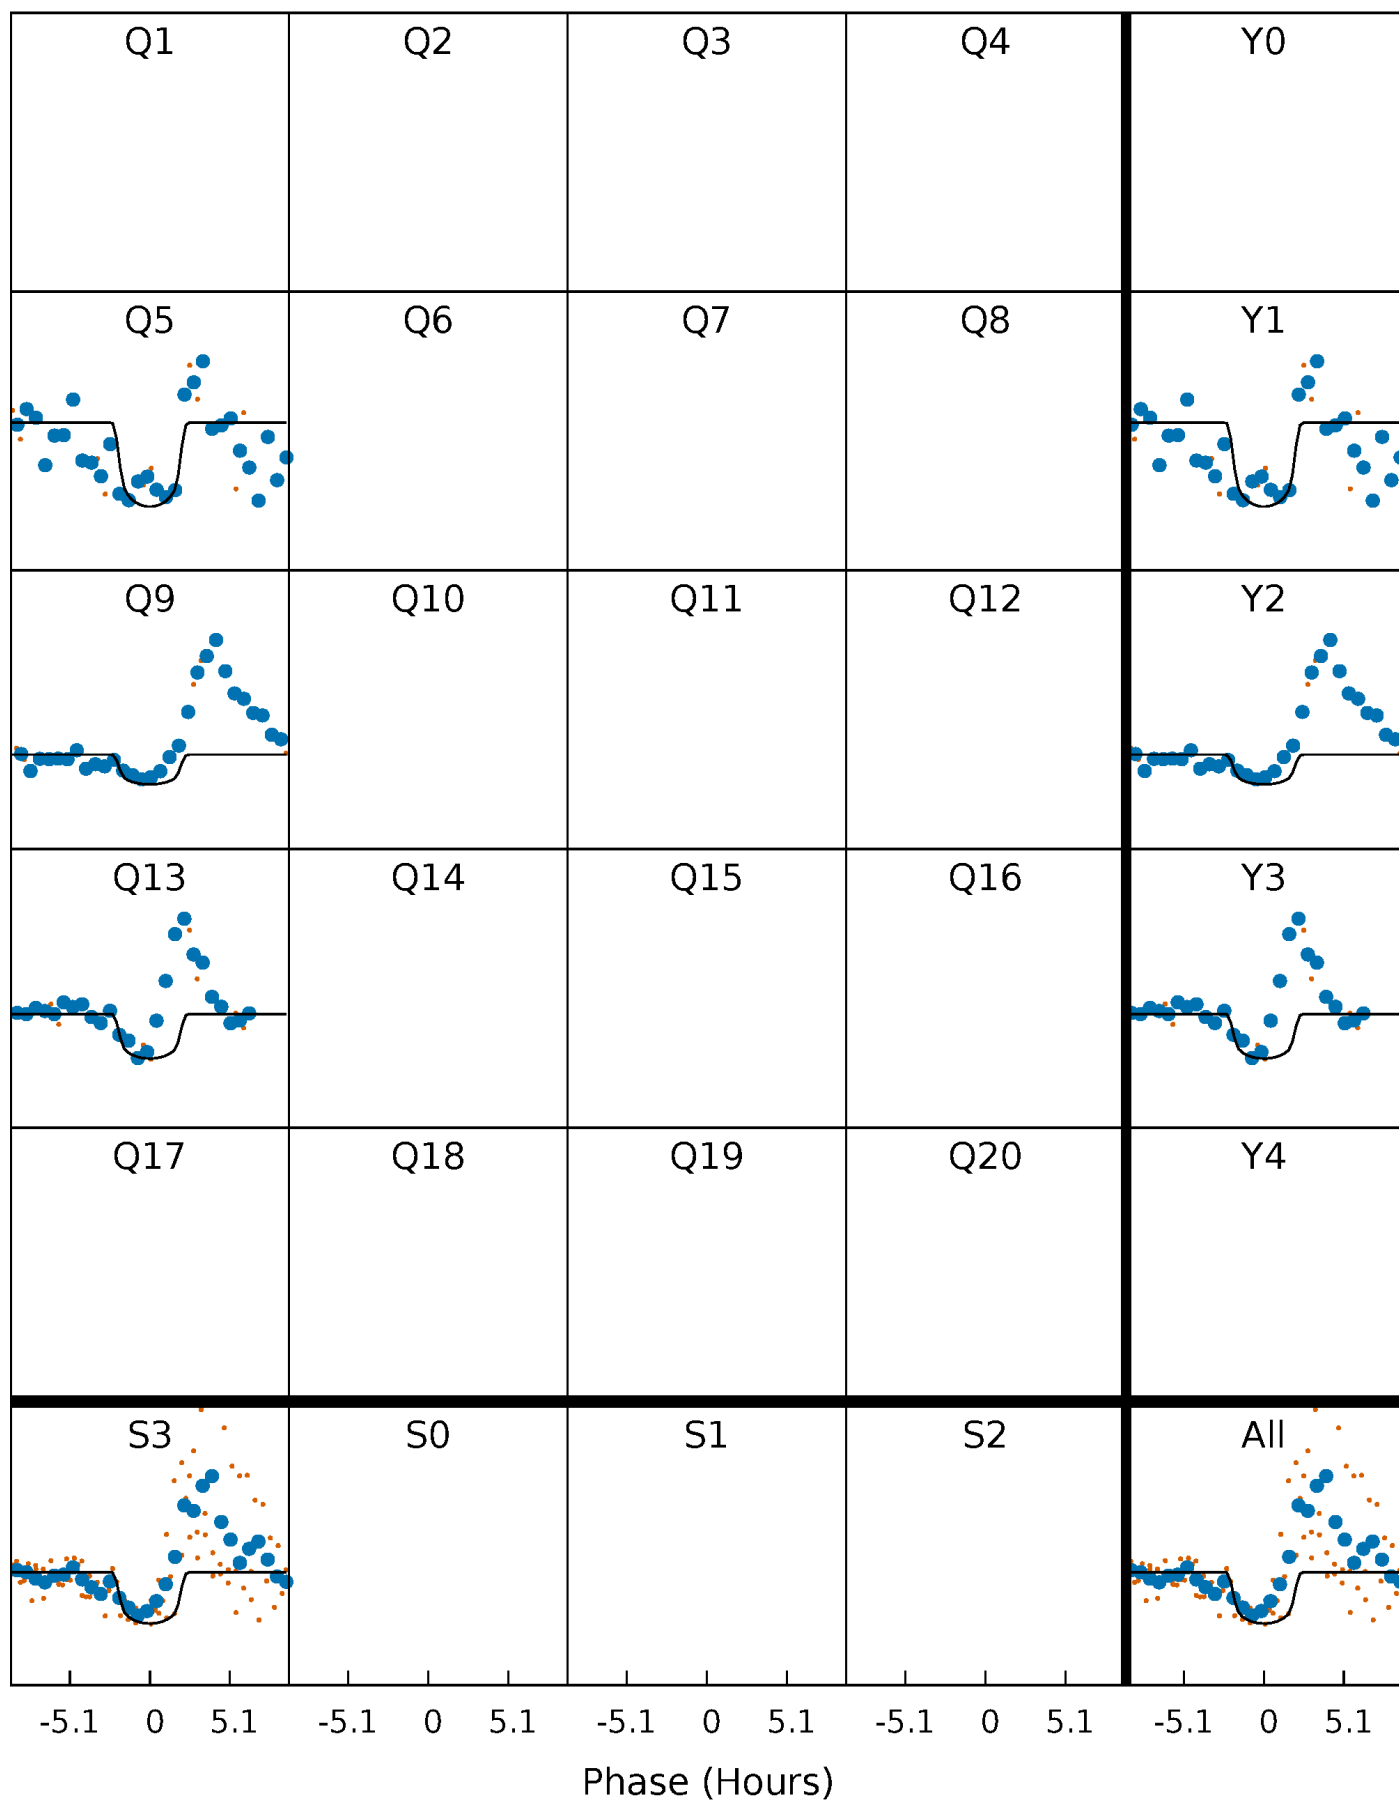 Q1 Q2 Q3 Q4 Y0
Q5 Q6 Q7 Q8 Y1
Q9 Q10 Q11 Q12 Y2
Q13 Q14 Q15 Q16 Y3
Q17 Q18 Q19 Q20 Y4
S3 S0 S1 S2 All
-5.1 0 5.1 -5.1 0 5.1 -5.1 0 5.1 -5.1 0 5.1 -5.1 0 5.1
Phase (Hours)